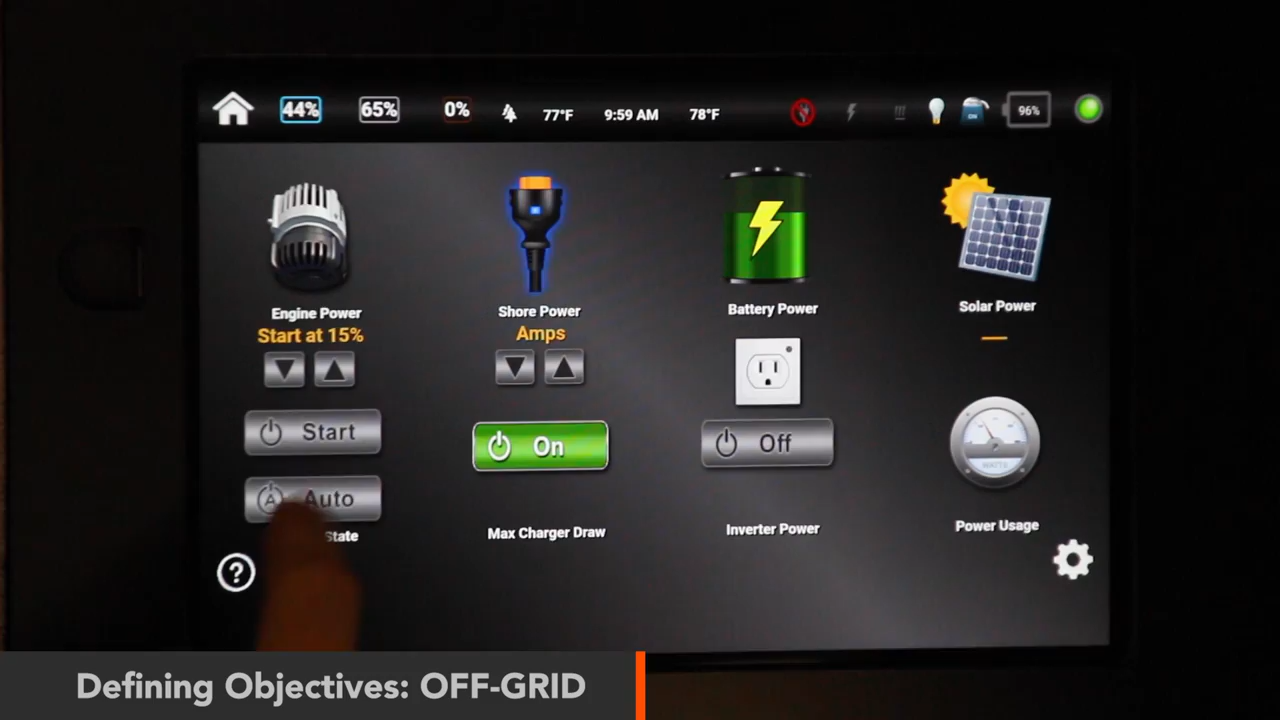 44% 65% 0% 77°F 9:59 AM 78°F 96%
Engine Power
Start at 15%
Start
Auto
State
Shore Power
Amps
On
Max Charger Draw
Battery Power
Off
Inverter Power
Solar Power
WATTS
Power Usage
?
Defining Objectives: OFF-GRID